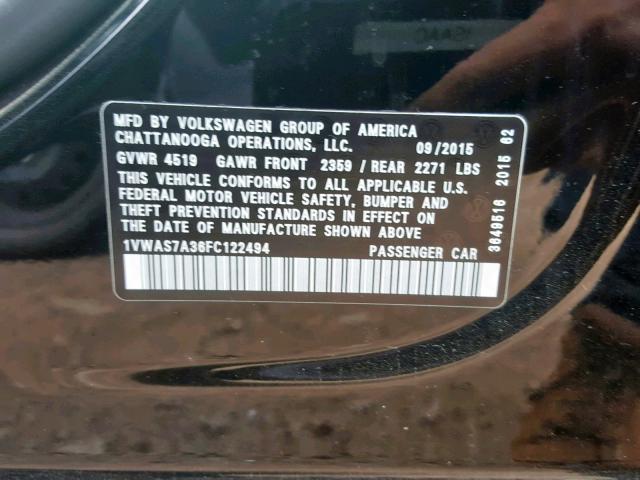 MFD BY VOLKSWAGEN GROUP OF AMERICA
CHATTANOOGA OPERATIONS, LLC. 09/2015
GVWR 4519 GAWR FRONT 2359 / REAR 2271 LBS
THIS VEHICLE CONFORMS TO ALL APPLICABLE U.S.
FEDERAL MOTOR VEHICLE SAFETY, BUMPER AND
THEFT PREVENTION STANDARDS IN EFFECT ON
THE DATE OF MANUFACTURE SHOWN ABOVE
1VWAS7A36FC122494 PASSENGER CAR
3649516 2015 62